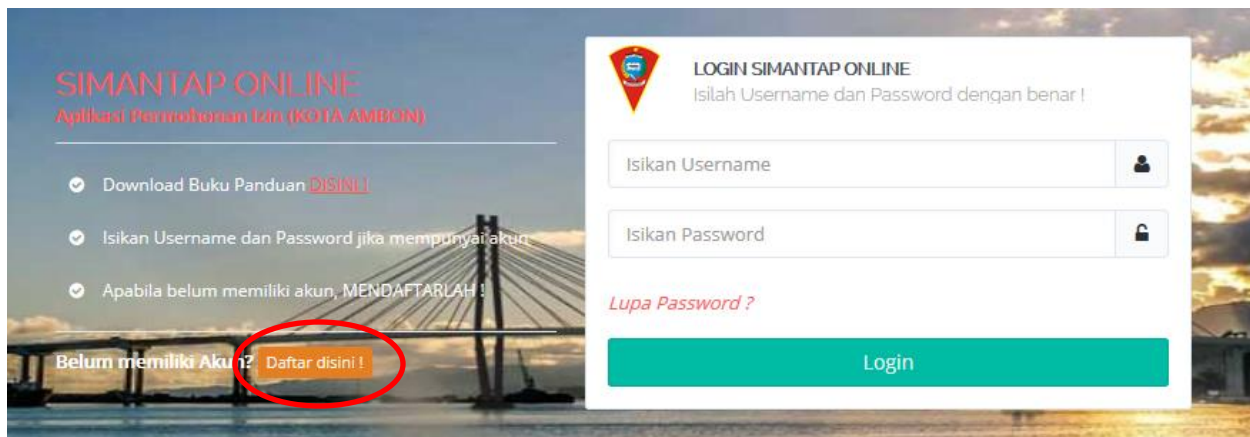 SIMANTAP ONLINE
Aplikasi Permohonan Izin (KOTA AMBON)
Download Buku Panduan DISINI !
Isikan Username dan Password jika mempunyai akun
Apabila belum memiliki akun, MENDAFTARLAH !
Belum memiliki Akun? Daftar disini !
LOGIN SIMANTAP ONLINE
Isilah Username dan Password dengan benar !
Isikan Username
Isikan Password
Lupa Password ?
Login